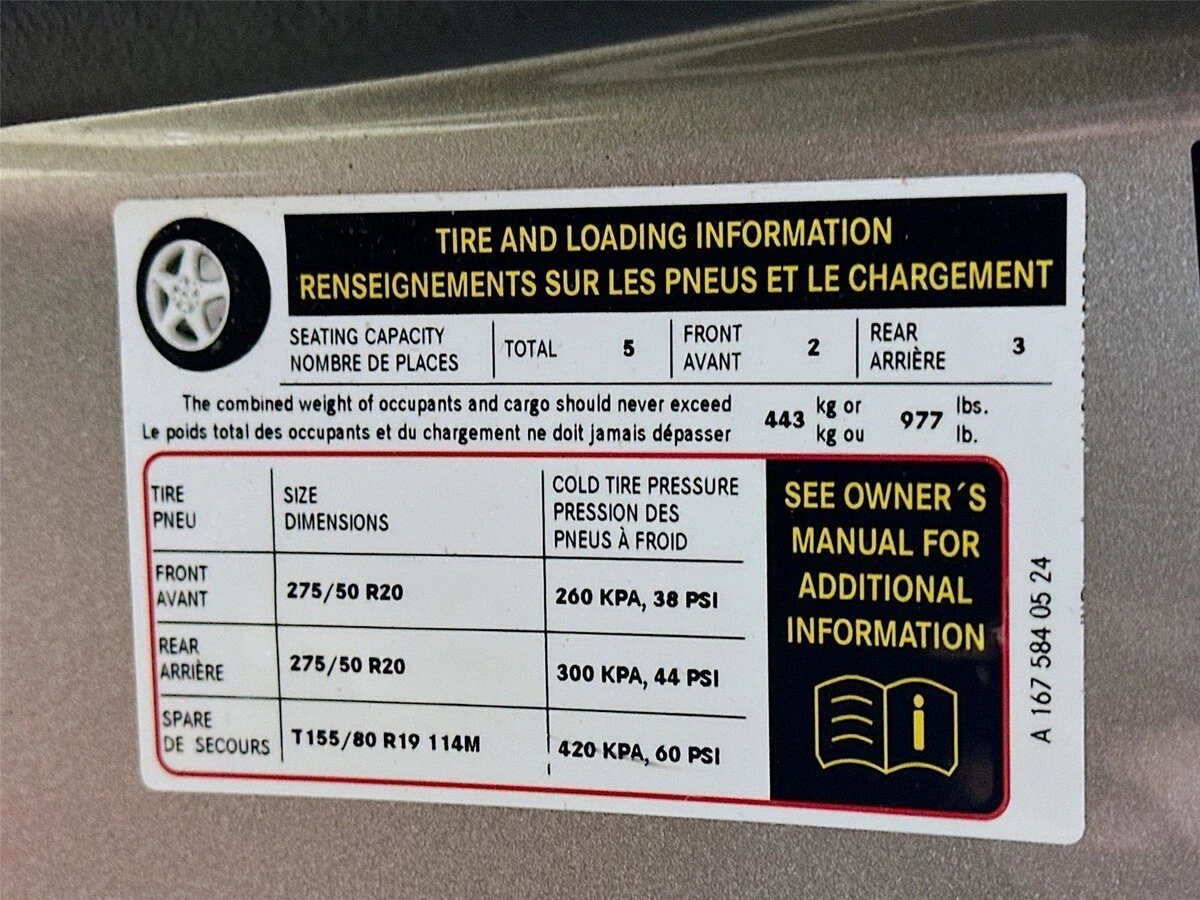 TIRE AND LOADING INFORMATION
RENSEIGNEMENTS SUR LES PNEUS ET LE CHARGEMENT
SEATING CAPACITY
NOMBRE DE PLACES
TOTAL 5
FRONT
AVANT
2
REAR
ARRIÈRE
3
The combined weight of occupants and cargo should never exceed
Le poids total des occupants et du chargement ne doit jamais dépasser
443
kg or
kg ou
977
lbs.
lb.
TIRE
PNEU
SIZE
DIMENSIONS
COLD TIRE PRESSURE
PRESSION DES
PNEUS À FROID
FRONT
AVANT
275/50 R20
260 KPA, 38 PSI
REAR
ARRIÈRE
275/50 R20
300 KPA, 44 PSI
SPARE
DE SECOURS
T155/80 R19 114M
420 KPA, 60 PSI
SEE OWNER´S
MANUAL FOR
ADDITIONAL
INFORMATION
i
A 167 584 05 24